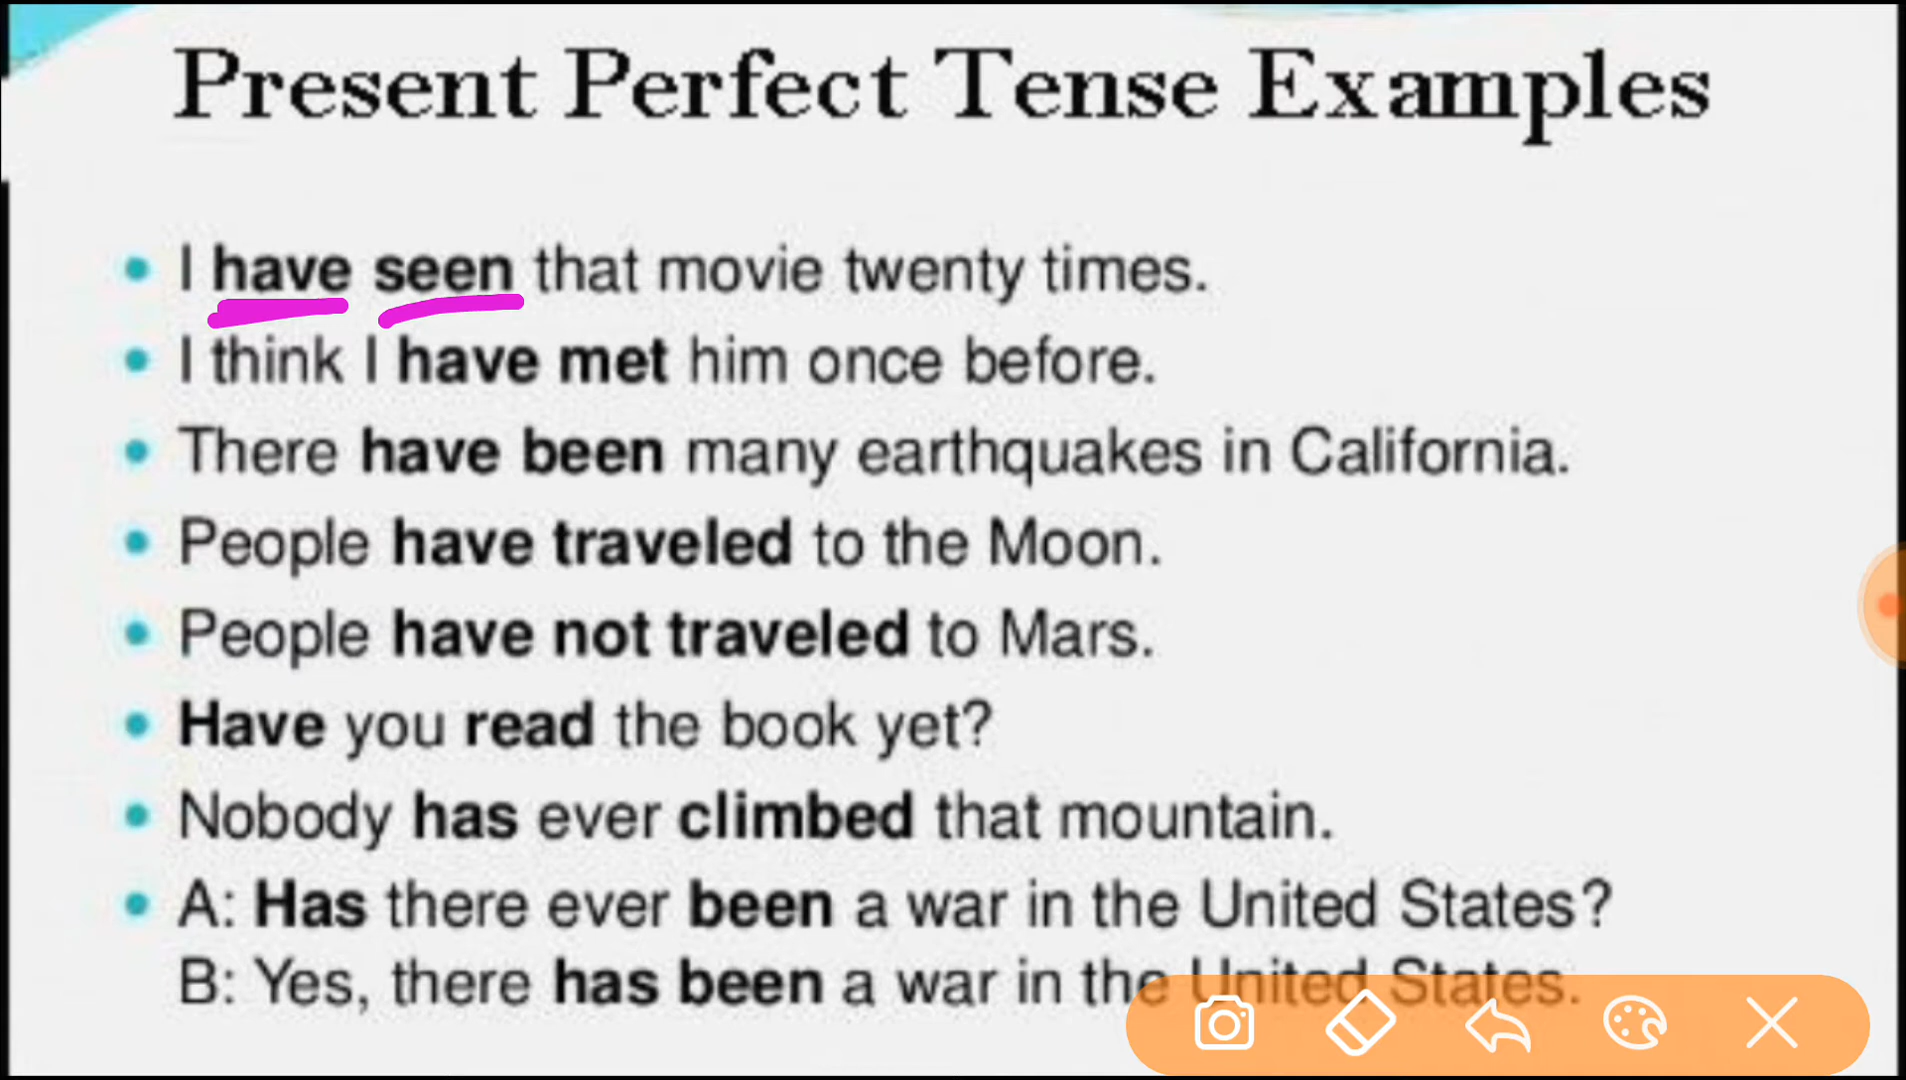 Present Perfect Tense Examples
• I have seen that movie twenty times.
• I think I have met him once before.
• There have been many earthquakes in California.
• People have traveled to the Moon.
• People have not traveled to Mars.
• Have you read the book yet?
• Nobody has ever climbed that mountain.
• A: Has there ever been a war in the United States?
B: Yes, there has been a war in the United States.